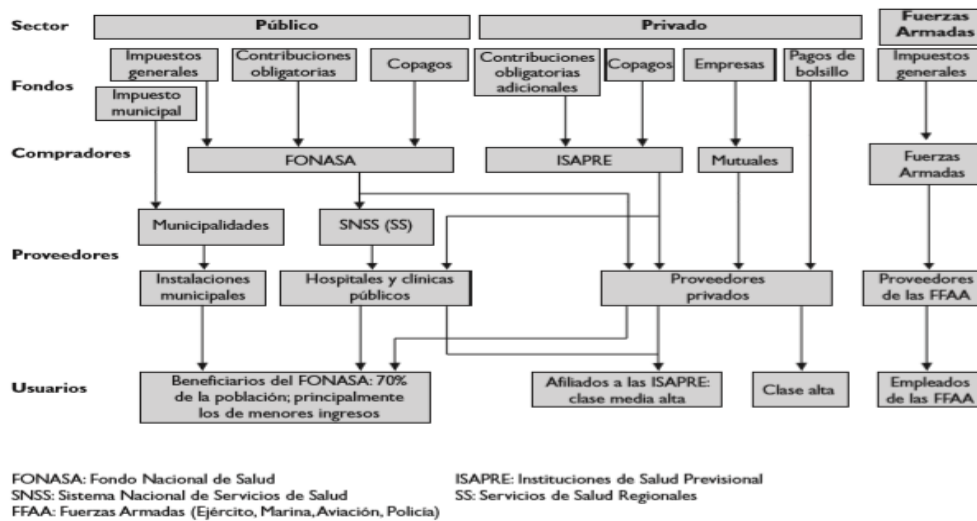 Sector
Público
Privado
Fuerzas
Armadas
Fondos
Impuestos
generales
Contribuciones
obligatorias
Copagos
Contribuciones
obligatorias
adicionales
Copagos
Empresas
Pagos de
bolsillo
Impuestos
generales
Impuesto
municipal
Compradores
FONASA
ISAPRE
Mutuales
Fuerzas
Armadas
Proveedores
Municipalidades
SNSS (SS)
Instalaciones
municipales
Hospitales y clínicas
públicos
Proveedores
privados
Proveedores
de las FFAA
Usuarios
Beneficiarios del FONASA: 70%
de la población; principalmente
los de menores ingresos
Afiliados a las ISAPRE:
clase media alta
Clase alta
Empleados
de las FFAA
FONASA: Fondo Nacional de Salud
ISAPRE: Instituciones de Salud Previsional
SNSS: Sistema Nacional de Servicios de Salud
SS: Servicios de Salud Regionales
FFAA: Fuerzas Armadas (Ejército, Marina, Aviación, Policía)